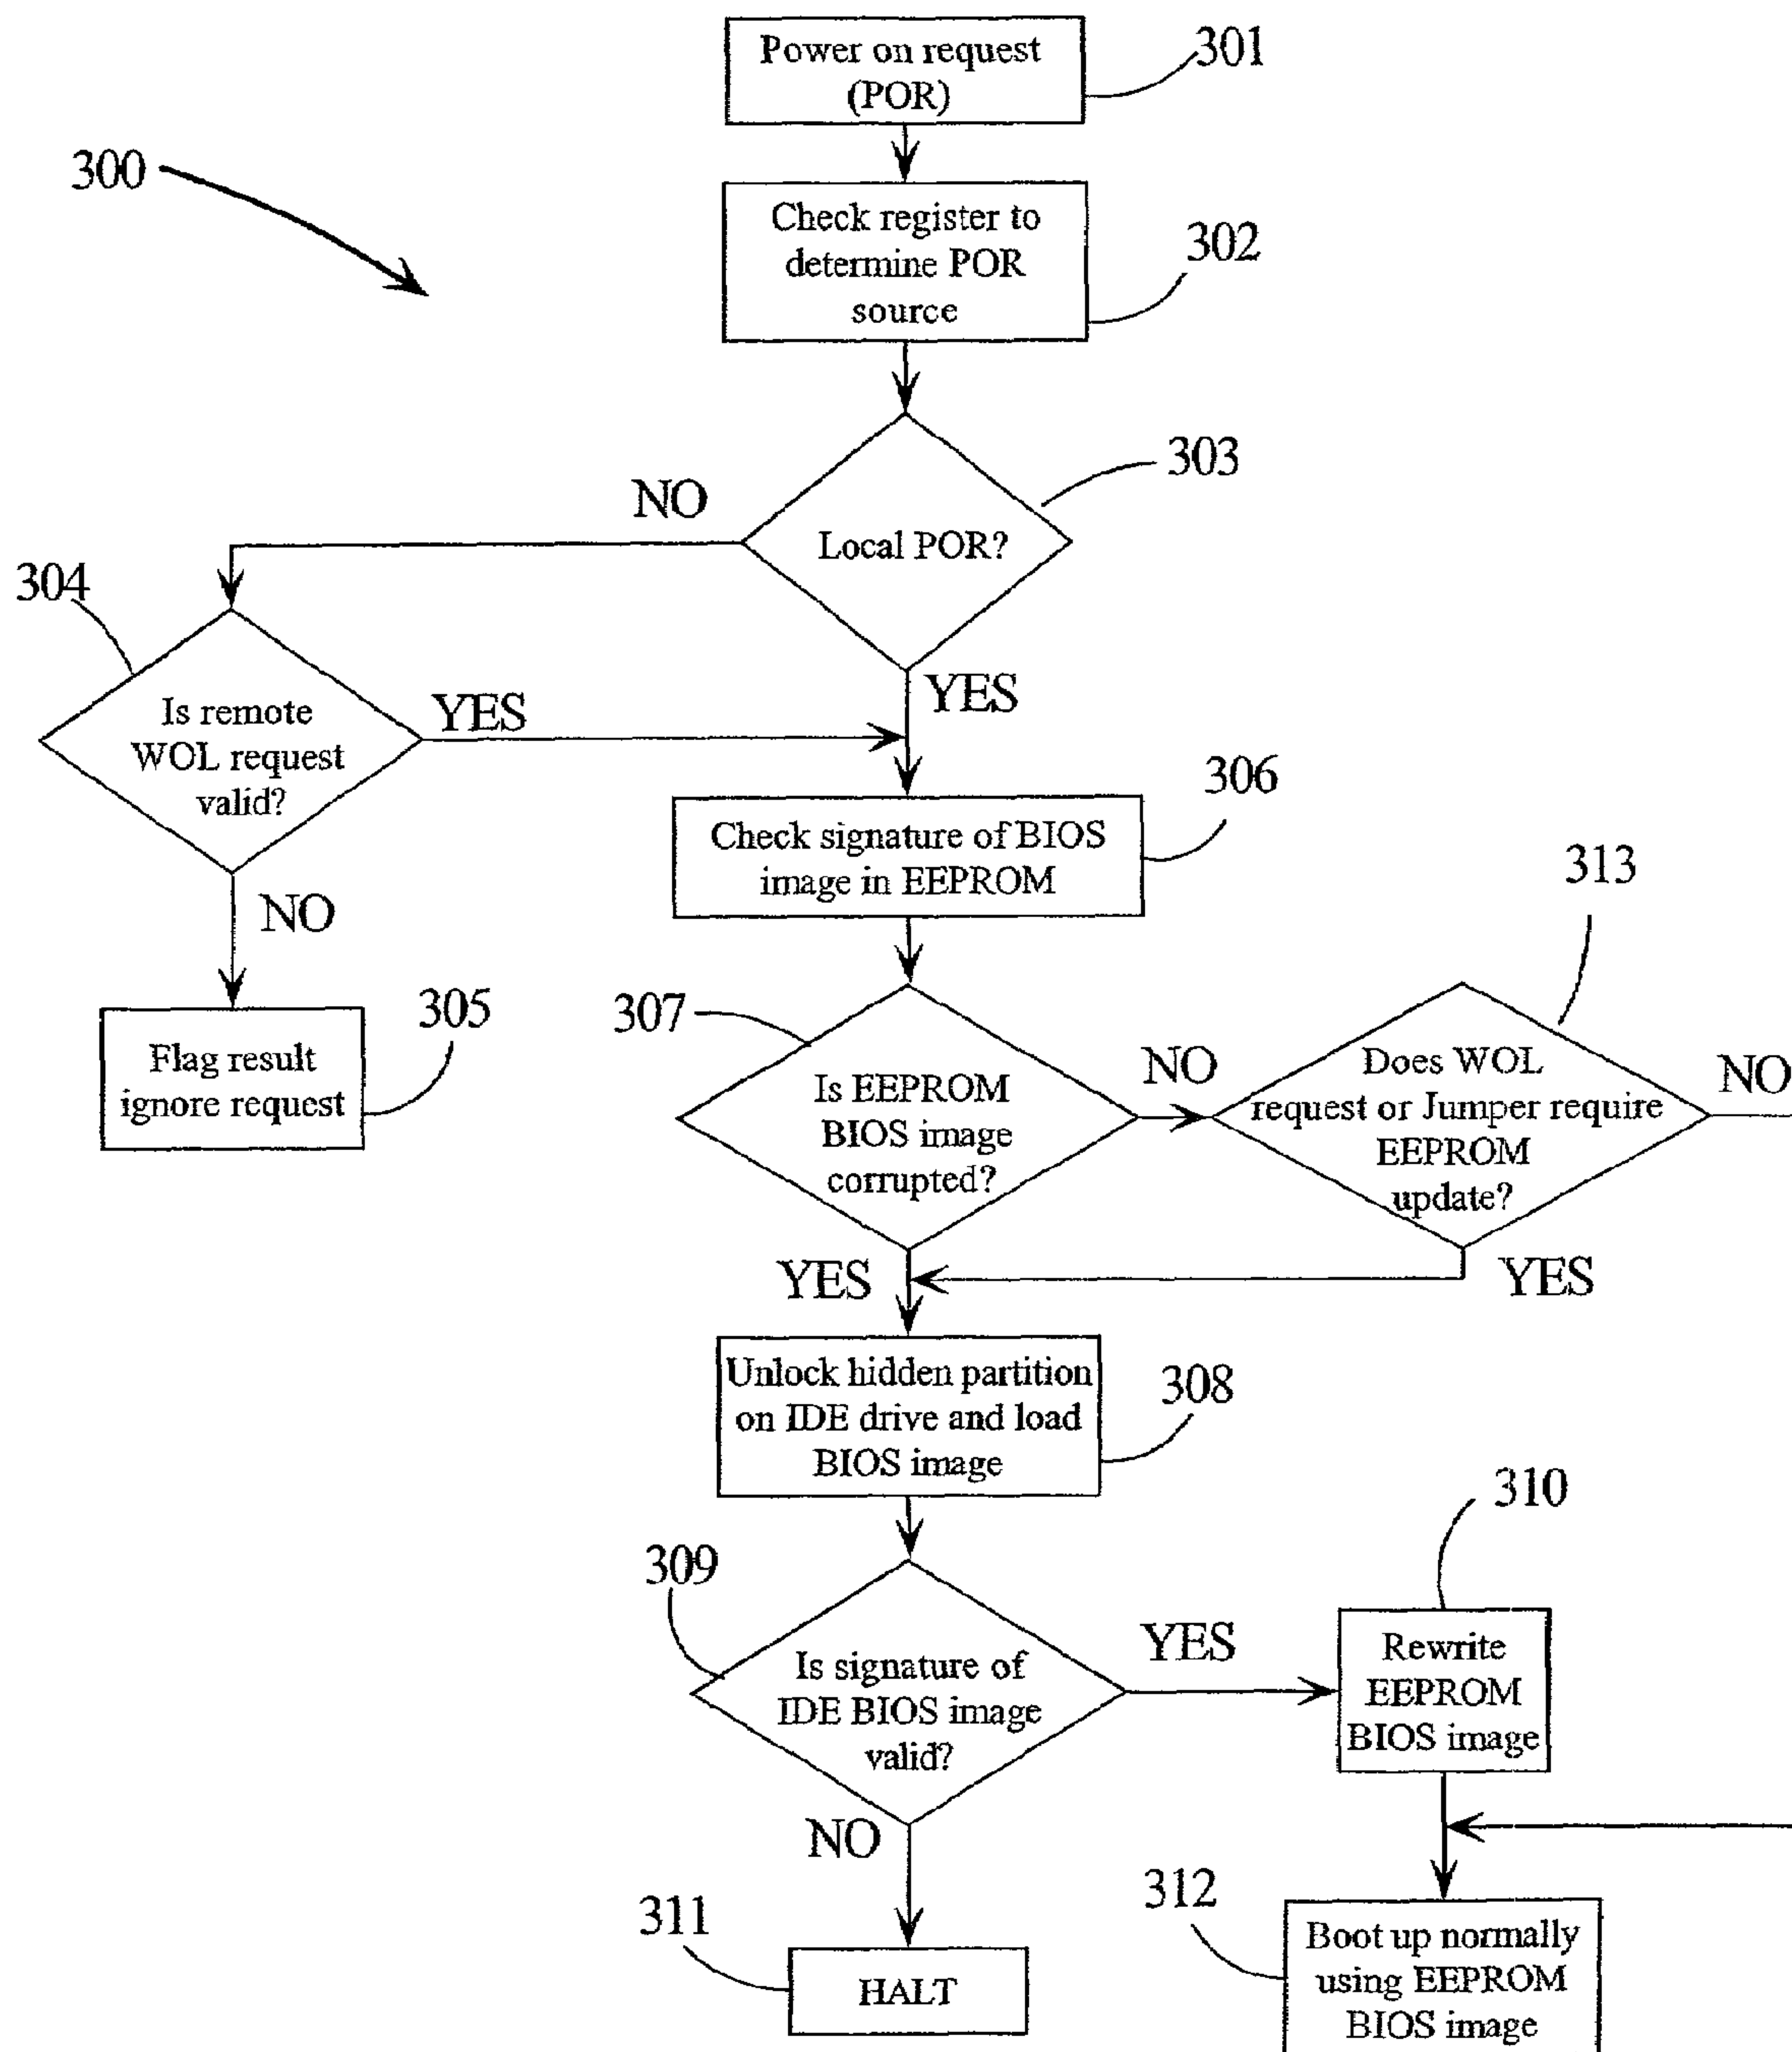 Power on request
(POR)
301
300
Check register to
determine POR
source
302
303
NO
Local POR?
304
YES
Is remote
WOL request
valid?
YES
306
Check signature of BIOS
image in EEPROM
313
NO
305
Flag result
ignore request
307
Is EEPROM
BIOS image
corrupted?
NO
Does WOL
request or Jumper require
EEPROM
update?
NO
YES
YES
Unlock hidden partition
on IDE drive and load
BIOS image
308
310
309
Is signature of
IDE BIOS image
valid?
YES
Rewrite
EEPROM
BIOS image
NO
311
HALT
312
Boot up normally
using EEPROM
BIOS image